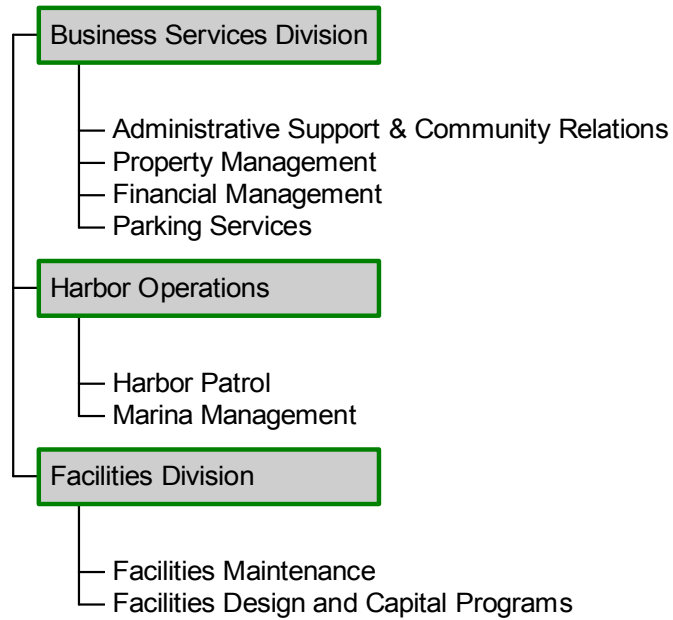 Business Services Division
Administrative Support & Community Relations
Property Management
Financial Management
Parking Services
Harbor Operations
Harbor Patrol
Marina Management
Facilities Division
Facilities Maintenance
Facilities Design and Capital Programs